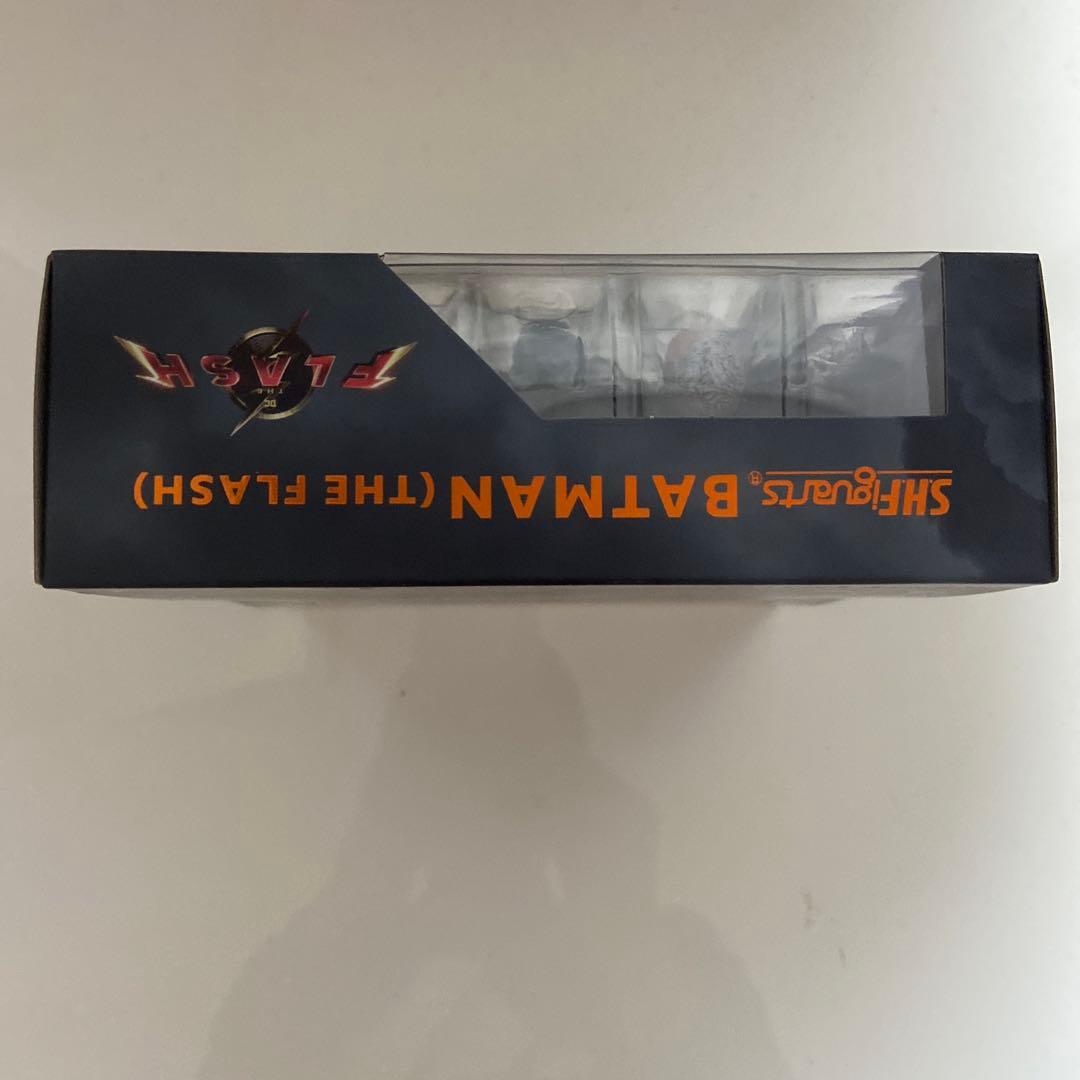 S.H.Figuarts® BATMAN (THE FLASH)
DC
THE
FLASH